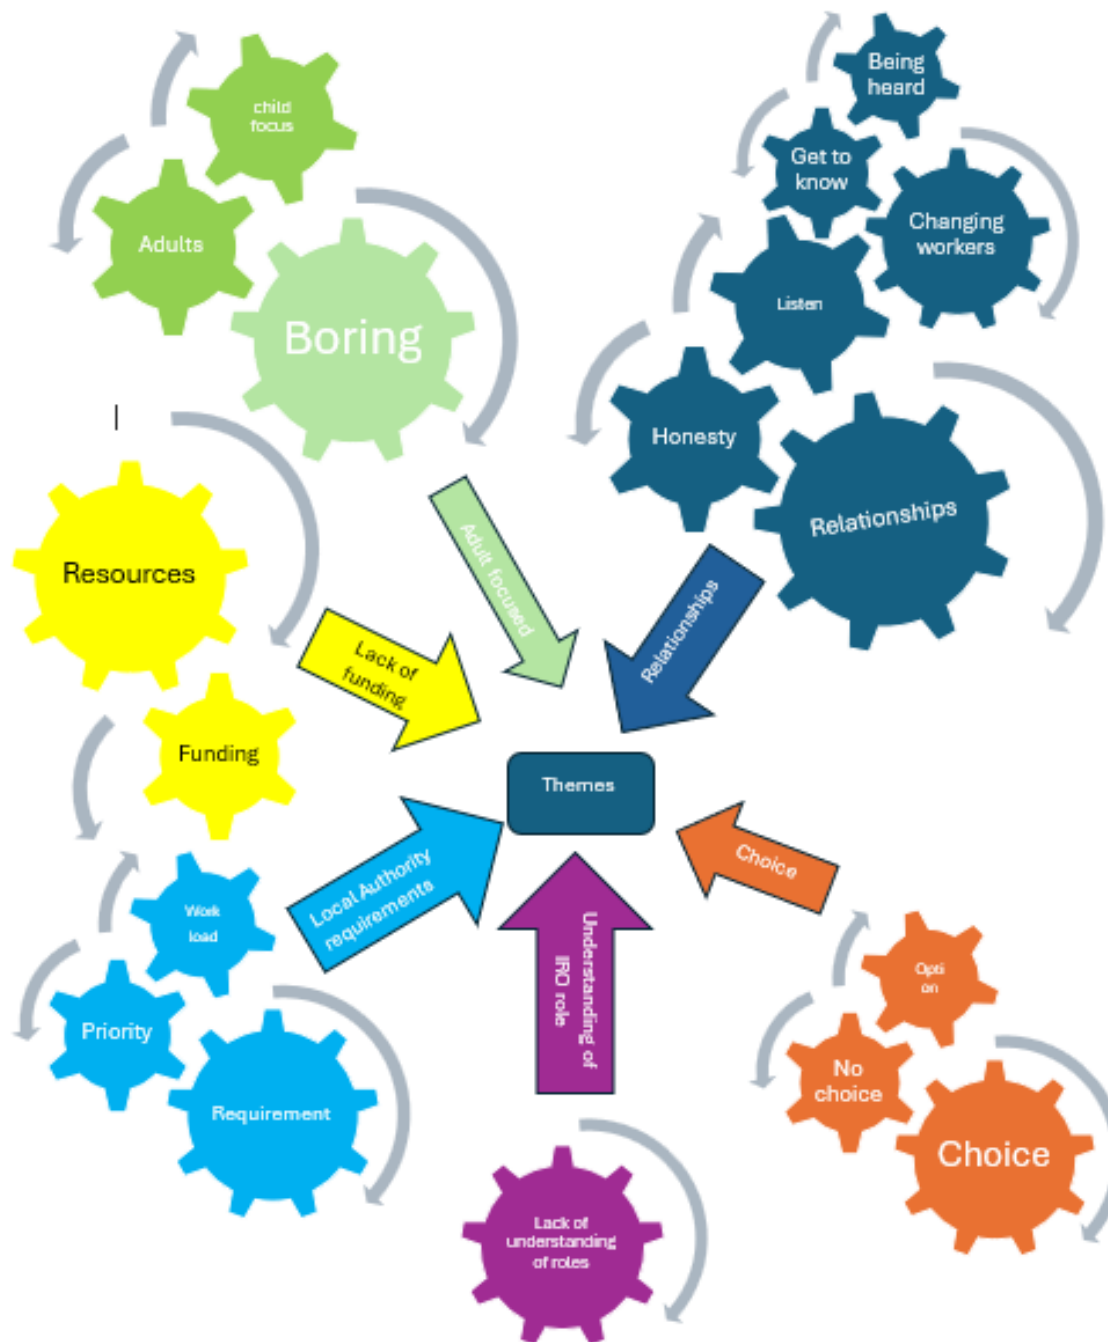 child
focus
Adults
Boring
Being
heard
Get to
know
Changing
workers
Listen
Honesty
Relationships
Resources
Funding
Adult focused
Relationships
Lack of
funding
Themes
Local Authority
requirements
Understanding of
IRO role
Choice
Work
load
Priority
Requirement
Lack of
understanding
of roles
Opti
on
No
choice
Choice